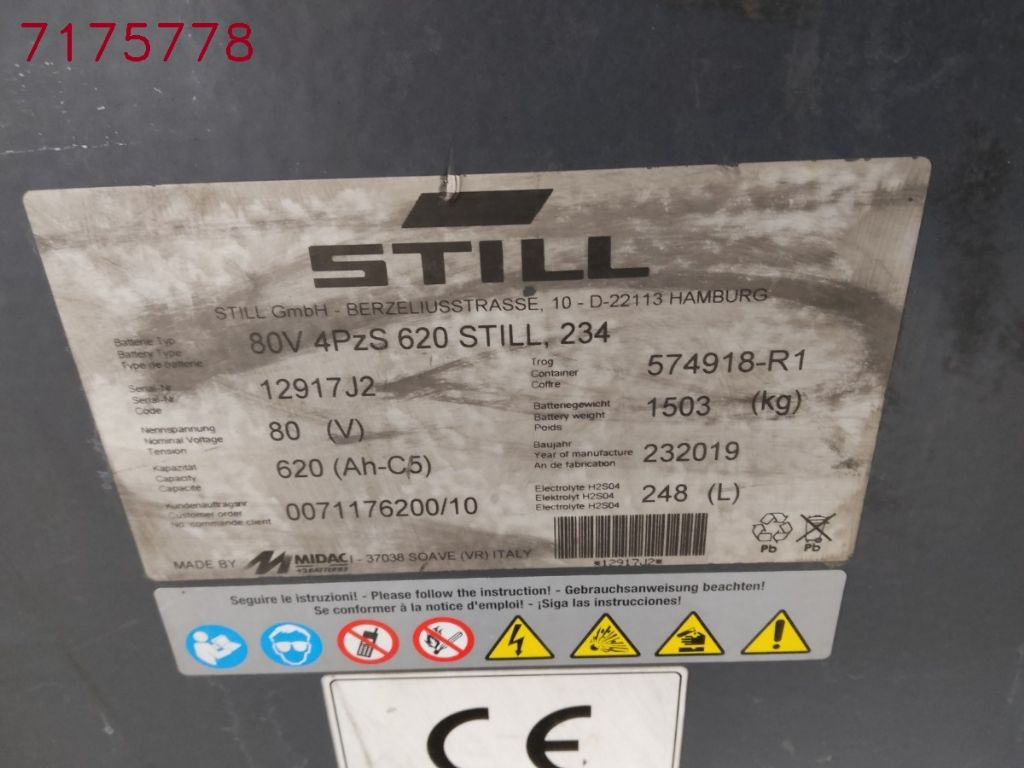 7175778
STILL
STILL GmbH - BERZELIUSSTRASSE, 10 - D-22113 HAMBURG
Batterie Typ
Battery Type
Type de batterie
80V 4PzS 620 STILL, 234
Serial-Nr
Serial-Nr
Code
12917J2
Trog
Container
Coffre
574918-R1
Nennspannung
Nominal Voltage
Tension
80 (V)
Batteriegewicht
Battery weight
Poids
1503 (kg)
Kapazität
Capacity
Capacité
620 (Ah-C5)
Baujahr
Year of manufacture
An de fabrication
232019
Kundenauftragsnr
Customer order
No. commande client
0071176200/10
Electrolyte H2S04
Elektrolyt H2S04
Electrolyte H2S04
248 (L)
*12917J2*
Pb Pb
MADE BY MIDAC - 37038 SOAVE (VR) ITALY
Seguire le istruzioni! - Please follow the instruction! - Gebrauchsanweisung beachten!
Se conformer à la notice d'emploi! - ¡Siga las instrucciones!
CE